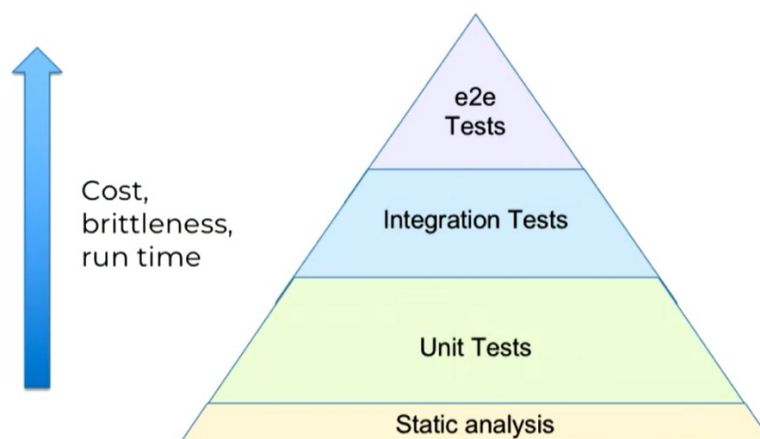 e2e
Tests
Cost,
brittleness,
run time
Integration Tests
Unit Tests
Static analysis